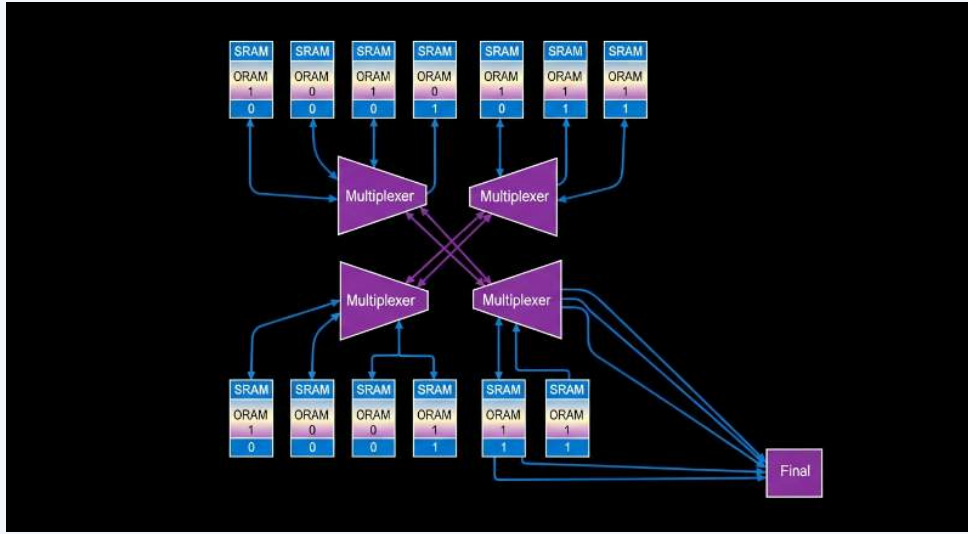 SRAM SRAM SRAM SRAM SRAM SRAM SRAM
ORAM ORAM ORAM ORAM ORAM ORAM ORAM
1 0 1 0 1 1 1
0 0 0 1 0 1 1
Multiplexer Multiplexer
Multiplexer Multiplexer
SRAM SRAM SRAM SRAM SRAM SRAM
ORAM ORAM ORAM ORAM ORAM ORAM
1 0 0 1 1 1
0 0 0 1 1 1
Final